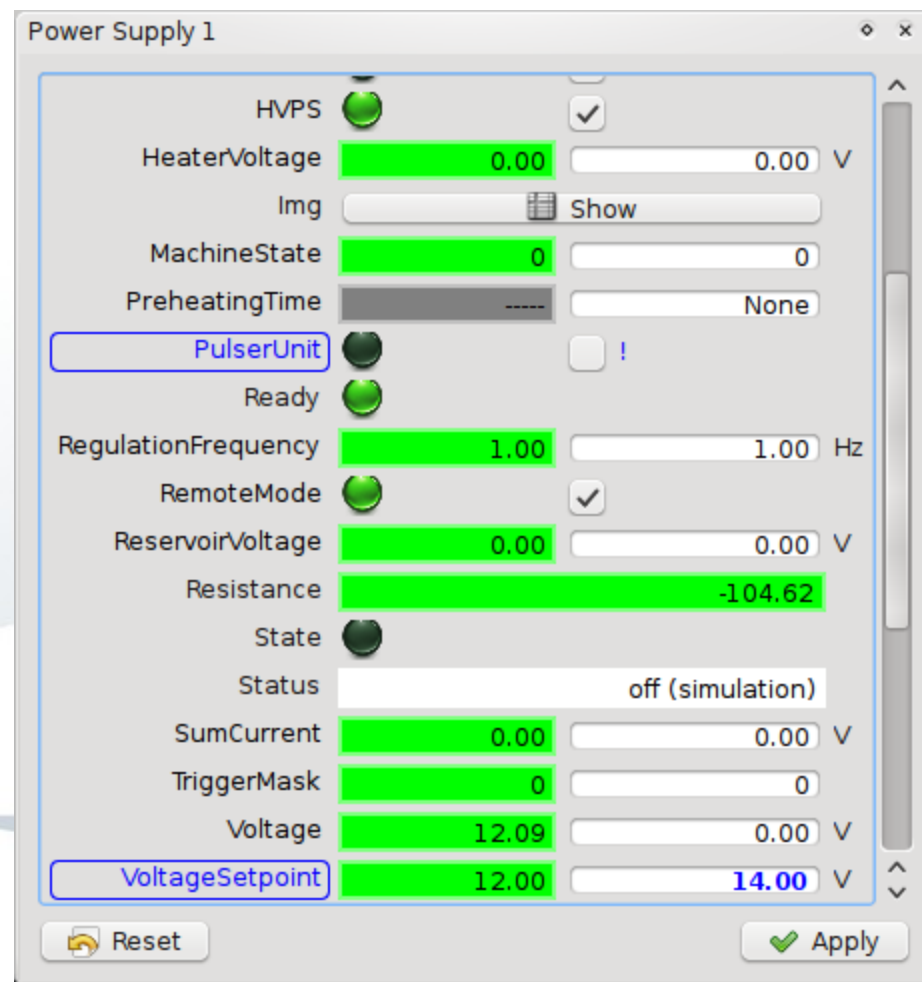 Power Supply 1
HVPS
HeaterVoltage 0.00 0.00 V
Img Show
MachineState 0 0
PreheatingTime ----- None
PulserUnit !
Ready
RegulationFrequency 1.00 1.00 Hz
RemoteMode
ReservoirVoltage 0.00 0.00 V
Resistance -104.62
State
Status off (simulation)
SumCurrent 0.00 0.00 V
TriggerMask 0 0
Voltage 12.09 0.00 V
VoltageSetpoint 12.00 14.00 V
Reset Apply